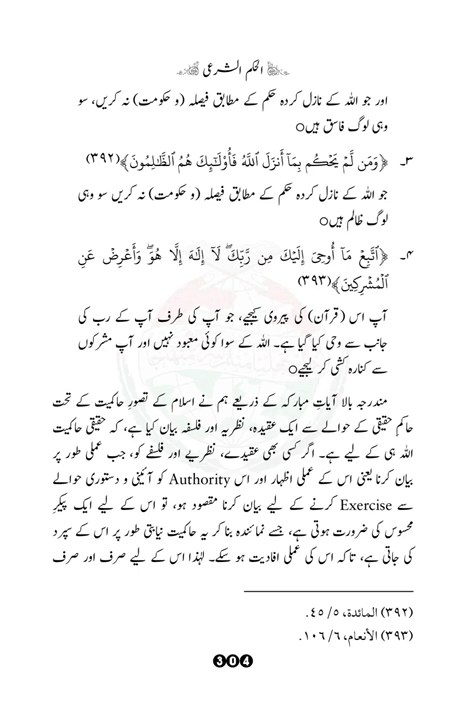 الحکم الشرعی
اور جو اللہ کے نازل کردہ حکم کے مطابق فیصلہ (و حکومت) نہ کریں، سو
وہی لوگ فاسق ہیں○
۳۔ ﴿وَمَن لَّمْ يَحْكُم بِمَآ أَنزَلَ ٱللَّهُ فَأُوْلَـٰٓئِكَ هُمُ ٱلظَّـٰلِمُونَ﴾(۳۹۲)
جو اللہ کے نازل کردہ حکم کے مطابق فیصلہ (و حکومت) نہ کریں سو وہی
لوگ ظالم ہیں○
۴۔ ﴿ٱتَّبِعْ مَآ أُوحِيَ إِلَيْكَ مِن رَّبِّكَۖ لَآ إِلَـٰهَ إِلَّا هُوَۖ وَأَعْرِضْ عَنِ
ٱلْمُشْرِكِينَ﴾(۳۹۳)
آپ اس (قرآن) کی پیروی کیجیے، جو آپ کی طرف آپ کے رب کی
جانب سے وحی کیا گیا ہے۔ اللہ کے سوا کوئی معبود نہیں اور آپ مشرکوں
سے کنارہ کشی کر لیجیے○
مندرجہ بالا آیاتِ مبارکہ کے ذریعے ہم نے اسلام کے تصورِ حاکمیت کے تحت
حاکمِ حقیقی کے حوالے سے ایک عقیدہ، نظریہ اور فلسفہ بیان کیا ہے، کہ حقیقی حاکمیت
اللہ ہی کے لیے ہے۔ اگر کسی بھی عقیدے، نظریے اور فلسفے کو، جب عملی طور پر
بیان کرنا یعنی اس کے عملی اظہار اور اس Authority کو آئینی و دستوری حوالے
سے Exercise کرنے کے لیے بیان کرنا مقصود ہو، تو اس کے لیے ایک پیکرِ
محسوس کی ضرورت ہوتی ہے، جسے نمائندہ بنا کر یہ حاکمیت نیابتی طور پر اس کے سپرد
کی جاتی ہے، تاکہ اس کی عملی افادیت ہو سکے۔ لہٰذا اس کے لیے صرف اور صرف
(۳۹۲) المائدة، ٥/ ٤٥.
(۳۹۳) الأنعام، ٦/ ١٠٦.
304